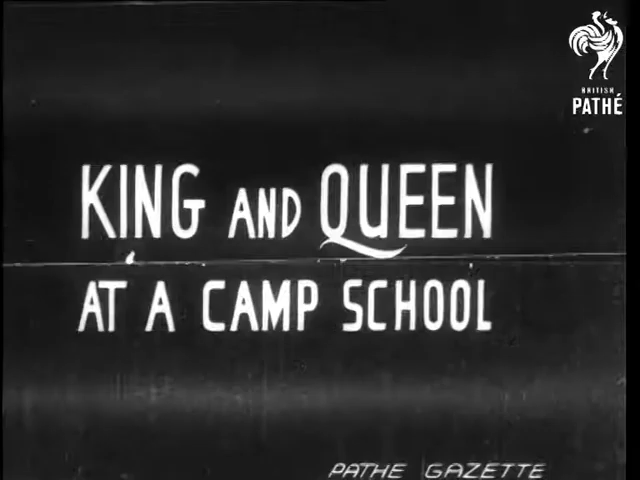 BRITISH
PATHÉ
KING AND QUEEN
AT A CAMP SCHOOL
PATHE GAZETTE